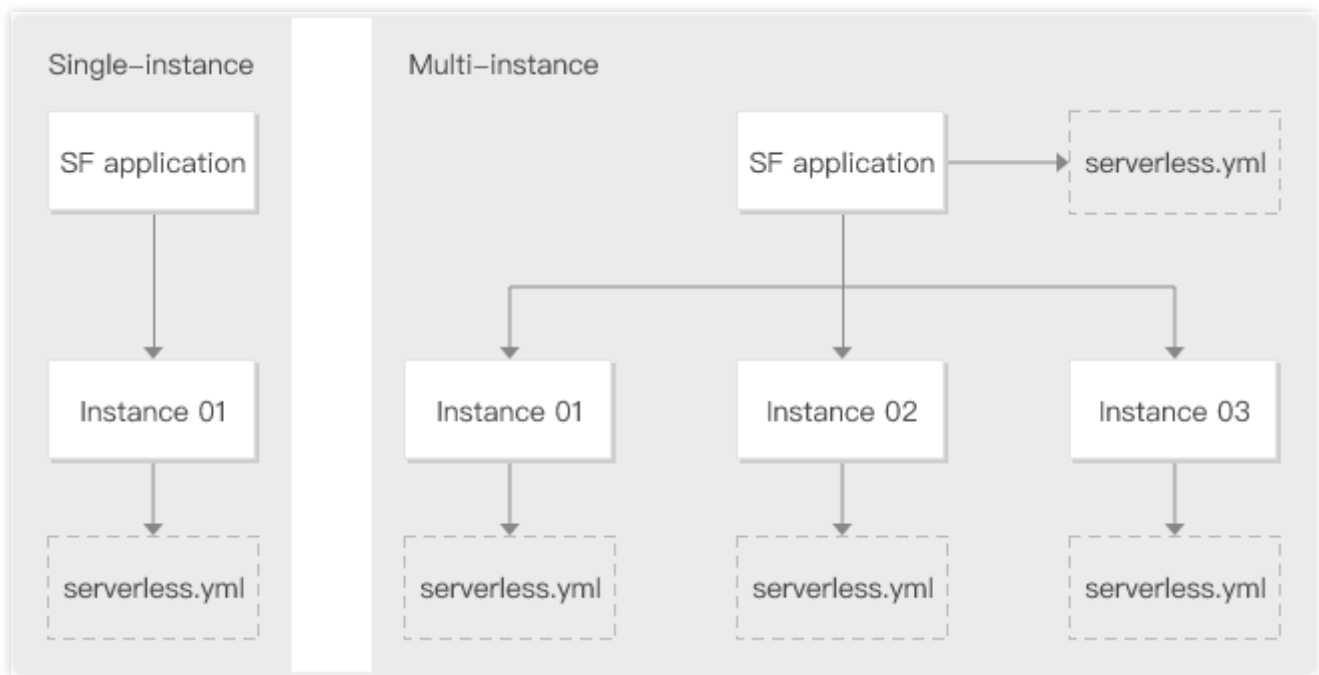 Single-instance
SF application
Instance 01
serverless.yml
Multi-instance
SF application
serverless.yml
Instance 01
Instance 02
Instance 03
serverless.yml
serverless.yml
serverless.yml